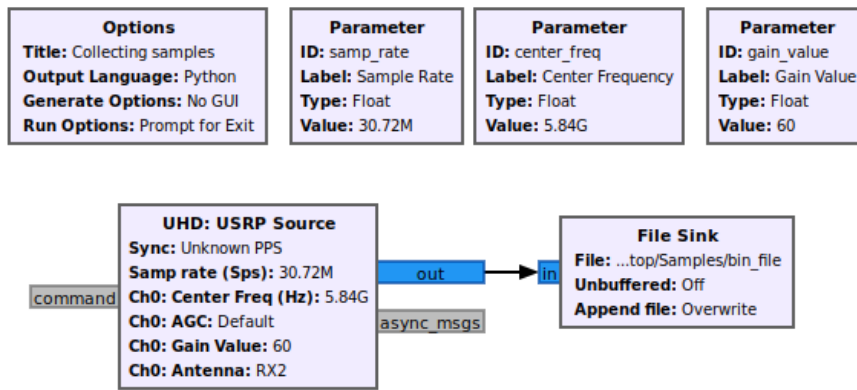 Options
Title: Collecting samples
Output Language: Python
Generate Options: No GUI
Run Options: Prompt for Exit
Parameter
ID: samp_rate
Label: Sample Rate
Type: Float
Value: 30.72M
Parameter
ID: center_freq
Label: Center Frequency
Type: Float
Value: 5.84G
Parameter
ID: gain_value
Label: Gain Value
Type: Float
Value: 60
command
UHD: USRP Source
Sync: Unknown PPS
Samp rate (Sps): 30.72M
Ch0: Center Freq (Hz): 5.84G
Ch0: AGC: Default
Ch0: Gain Value: 60
Ch0: Antenna: RX2
out
async_msgs
in
File Sink
File: ...top/Samples/bin_file
Unbuffered: Off
Append file: Overwrite